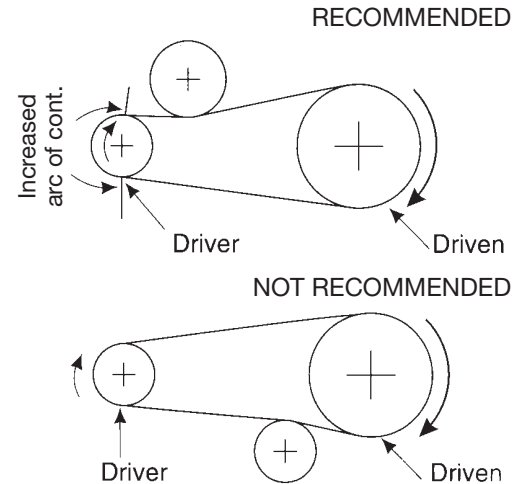 RECOMMENDED
Increased
arc of cont.
Driver
Driven
NOT RECOMMENDED
Driver
Driven